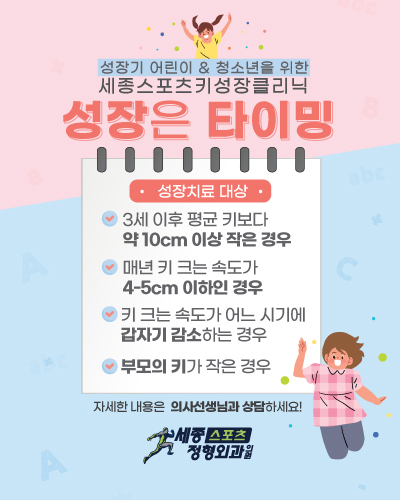 성장기 어린이 & 청소년을 위한
세종스포츠키성장클리닉
성장은 타이밍
성장치료 대상
3세 이후 평균 키보다
약 10cm 이상 작은 경우
매년 키 크는 속도가
4-5cm 이하인 경우
키 크는 속도가 어느 시기에
갑자기 감소하는 경우
부모의 키가 작은 경우
자세한 내용은 의사선생님과 상담하세요!
세종스포츠
정형외과의원
A
B
abc
C
A
B